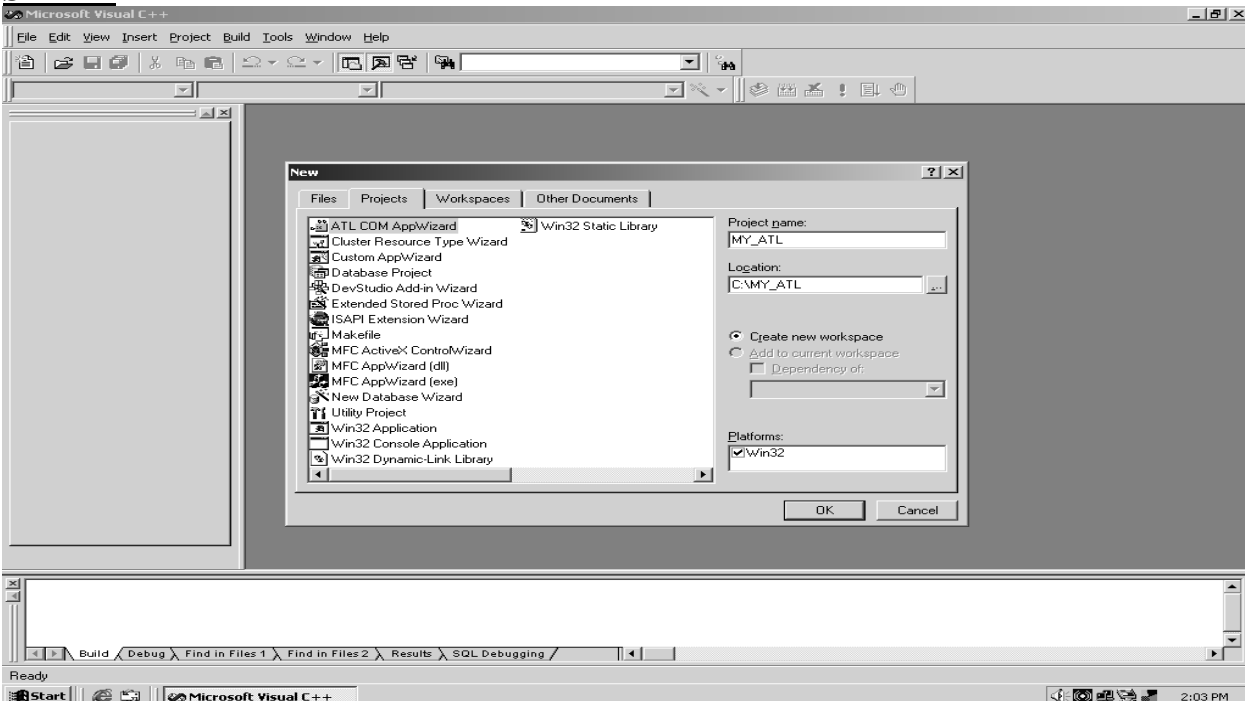 Microsoft Visual C++
File Edit View Insert Project Build Tools Window Help
New
Files Projects Workspaces Other Documents
ATL COM AppWizard
Cluster Resource Type Wizard
Custom AppWizard
Database Project
DevStudio Add-in Wizard
Extended Stored Proc Wizard
ISAPI Extension Wizard
Makefile
MFC ActiveX ControlWizard
MFC AppWizard (dll)
MFC AppWizard (exe)
New Database Wizard
Utility Project
Win32 Application
Win32 Console Application
Win32 Dynamic-Link Library
Win32 Static Library
Project name:
MY_ATL
Location:
C:\MY_ATL
...
Create new workspace
Add to current workspace
Dependency of:
Platforms:
Win32
OK Cancel
Build Debug Find in Files 1 Find in Files 2 Results SQL Debugging
Ready
Start Microsoft Visual C++ 2:03 PM